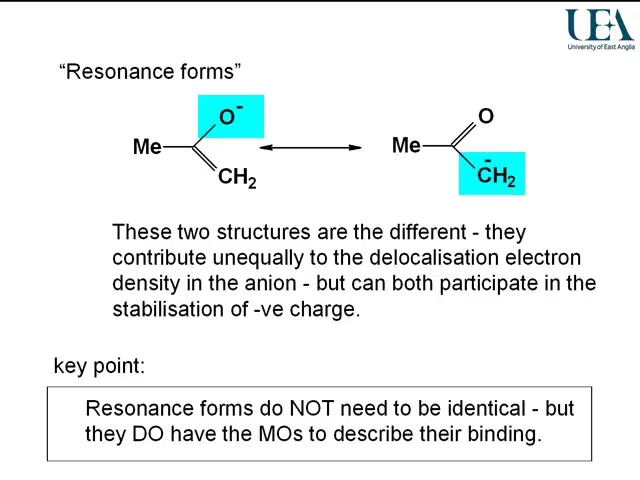 UEA
University of East Anglia
“Resonance forms”
O-
Me
CH2
O
Me
-
CH2
These two structures are the different - they
contribute unequally to the delocalisation electron
density in the anion - but can both participate in the
stabilisation of -ve charge.
key point:
Resonance forms do NOT need to be identical - but
they DO have the MOs to describe their binding.